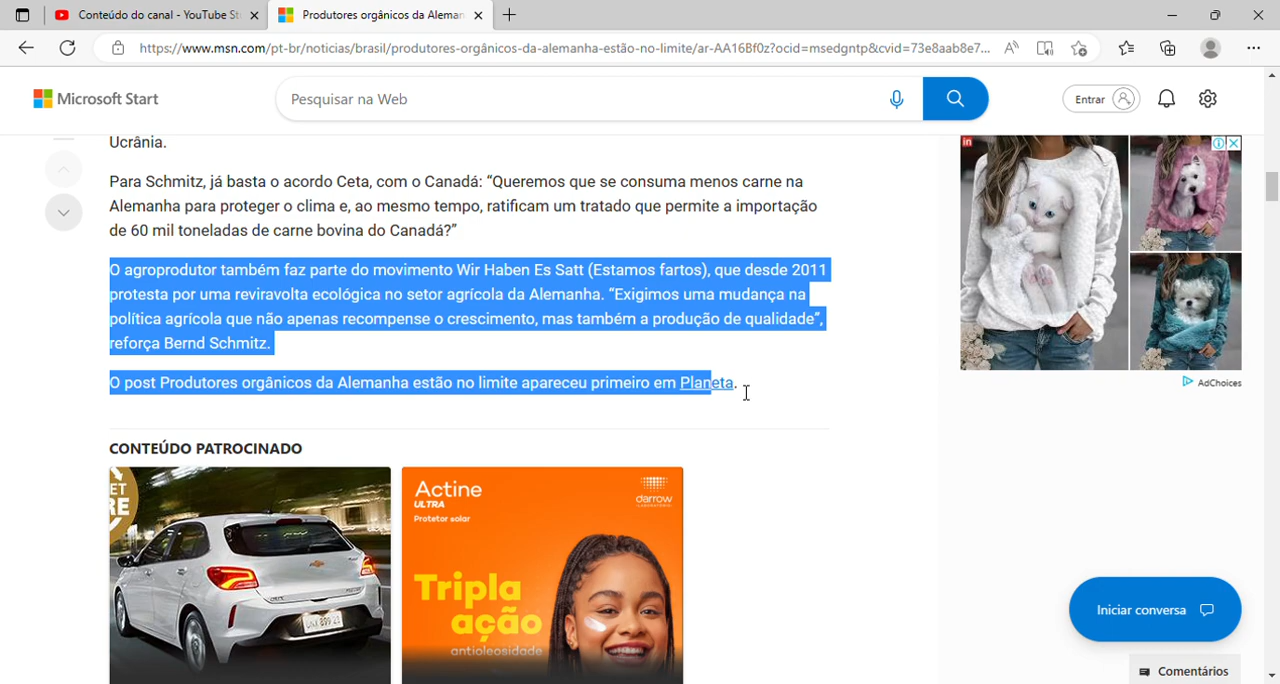 Conteúdo do canal - YouTube St
Produtores orgânicos da Aleman
https://www.msn.com/pt-br/noticias/brasil/produtores-orgânicos-da-alemanha-estão-no-limite/ar-AA16Bf0z?ocid=msedgntp&cvid=73e8aab8e7...
Microsoft Start
Pesquisar na Web
Entrar
Ucrânia.
Para Schmitz, já basta o acordo Ceta, com o Canadá: “Queremos que se consuma menos carne na
Alemanha para proteger o clima e, ao mesmo tempo, ratificam um tratado que permite a importação
de 60 mil toneladas de carne bovina do Canadá?”
O agroprodutor também faz parte do movimento Wir Haben Es Satt (Estamos fartos), que desde 2011
protesta por uma reviravolta ecológica no setor agrícola da Alemanha. “Exigimos uma mudança na
política agrícola que não apenas recompense o crescimento, mas também a produção de qualidade”,
reforça Bernd Schmitz.
O post Produtores orgânicos da Alemanha estão no limite apareceu primeiro em Planeta.
in
AdChoices
CONTEÚDO PATROCINADO
ET
RE
Actine
ULTRA
Protetor solar
darrow
Tripla
ação
antioleosidade
Iniciar conversa
Comentários